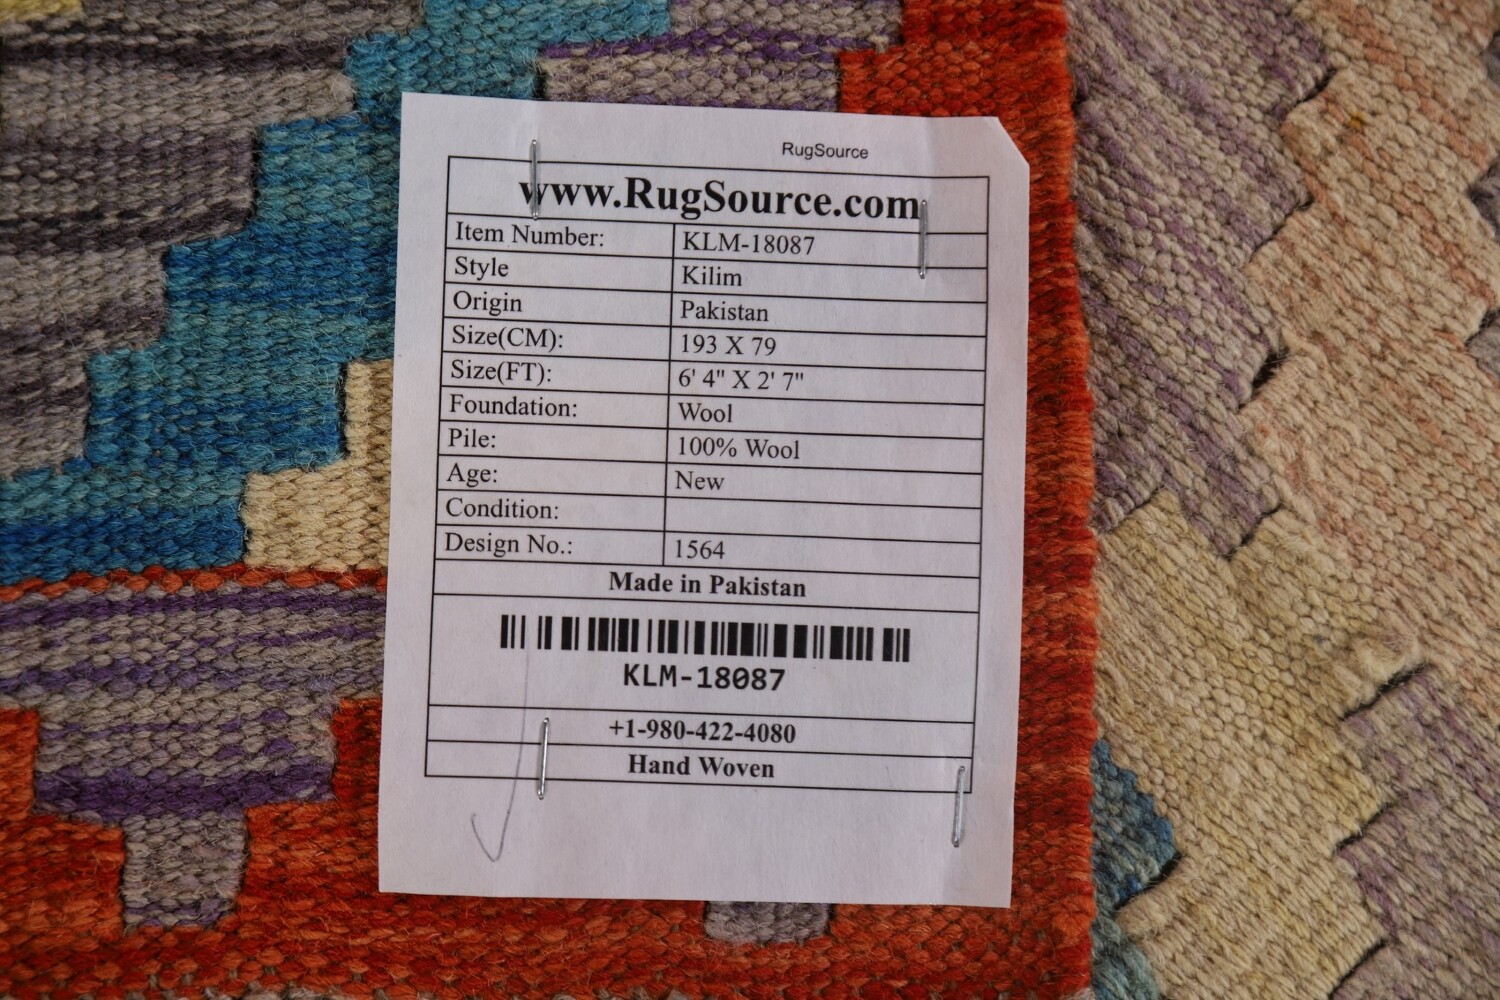 RugSource
www.RugSource.com
Item Number: KLM-18087
Style Kilim
Origin Pakistan
Size(CM): 193 X 79
Size(FT): 6' 4" X 2' 7"
Foundation: Wool
Pile: 100% Wool
Age: New
Condition:
Design No.: 1564
Made in Pakistan
KLM-18087
+1-980-422-4080
Hand Woven